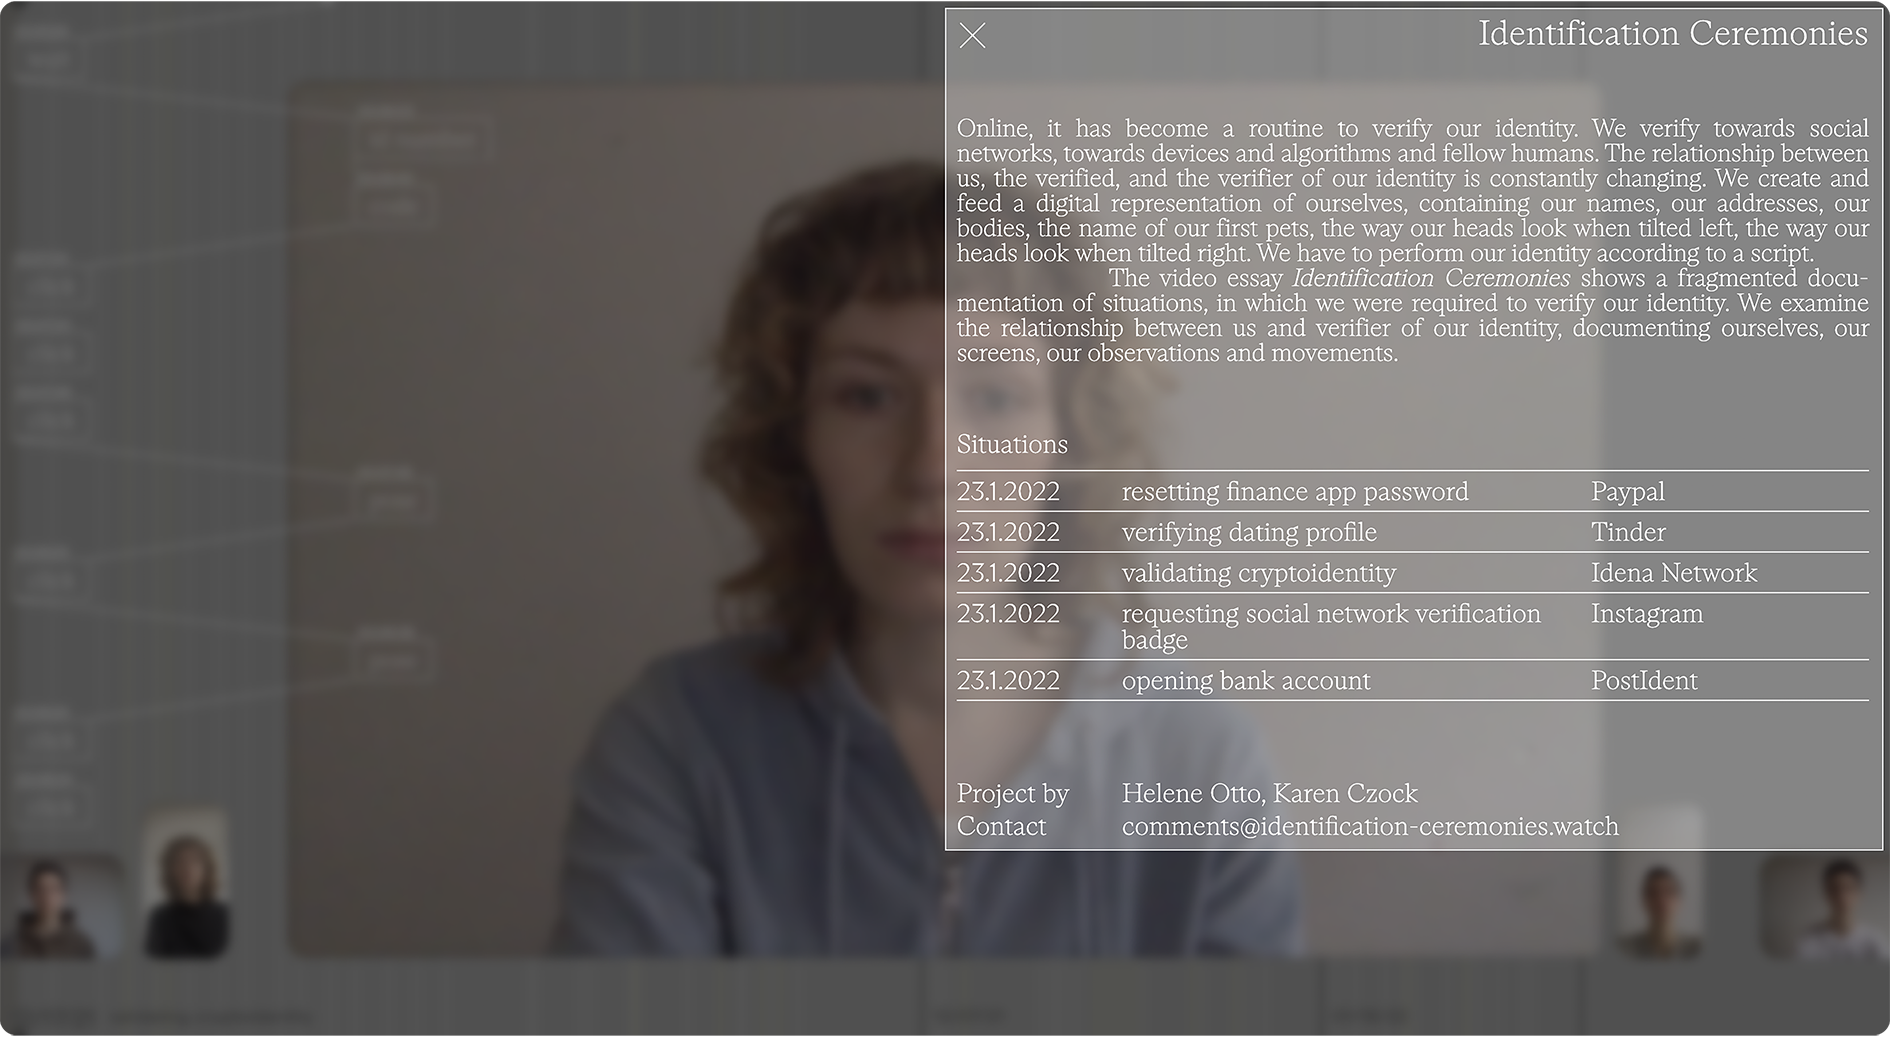 Identification Ceremonies
Online, it has become a routine to verify our identity. We verify towards social
networks, towards devices and algorithms and fellow humans. The relationship between
us, the verified, and the verifier of our identity is constantly changing. We create and
feed a digital representation of ourselves, containing our names, our addresses, our
bodies, the name of our first pets, the way our heads look when tilted left, the way our
heads look when tilted right. We have to perform our identity according to a script.
The video essay Identification Ceremonies shows a fragmented docu-
mentation of situations, in which we were required to verify our identity. We examine
the relationship between us and verifier of our identity, documenting ourselves, our
screens, our observations and movements.
Situations
23.1.2022 resetting finance app password Paypal
23.1.2022 verifying dating profile Tinder
23.1.2022 validating cryptoidentity Idena Network
23.1.2022 requesting social network verification Instagram
badge
23.1.2022 opening bank account PostIdent
Project by Helene Otto, Karen Czock
Contact comments@identification-ceremonies.watch